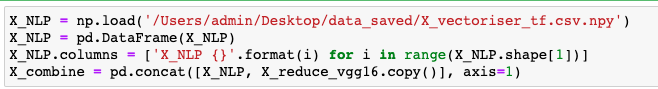 X_NLP = np.load('/Users/admin/Desktop/data_saved/X_vectoriser_tf.csv.npy')
X_NLP = pd.DataFrame(X_NLP)
X_NLP.columns = ['X_NLP {}'.format(i) for i in range(X_NLP.shape[1])]
X_combine = pd.concat([X_NLP, X_reduce_vgg16.copy()], axis=1)